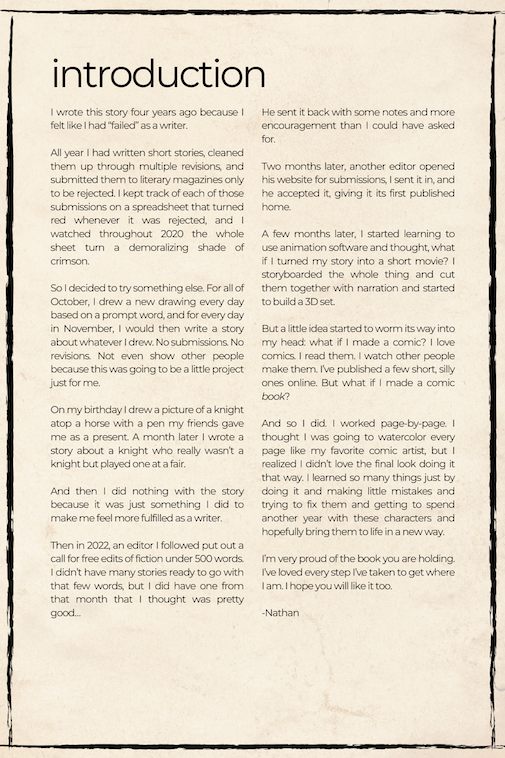 introduction
I wrote this story four years ago because I
felt like I had "failed" as a writer.
All year I had written short stories, cleaned
them up through multiple revisions, and
submitted them to literary magazines only
to be rejected. I kept track of each of those
submissions on a spreadsheet that turned
red whenever it was rejected, and I
watched throughout 2020 the whole
sheet turn a demoralizing shade of
crimson.
So I decided to try something else. For all of
October, I drew a new drawing every day
based on a prompt word, and for every day
in November, I would then write a story
about whatever I drew. No submissions. No
revisions. Not even show other people
because this was going to be a little project
just for me.
On my birthday I drew a picture of a knight
atop a horse with a pen my friends gave
me as a present. A month later I wrote a
story about a knight who really wasn't a
knight but played one at a fair.
And then I did nothing with the story
because it was just something I did to
make me feel more fulfilled as a writer.
Then in 2022, an editor I followed put out a
call for free edits of fiction under 500 words.
I didn't have many stories ready to go with
that few words, but I did have one from
that month that I thought was pretty
good...
He sent it back with some notes and more
encouragement than I could have asked
for.
Two months later, another editor opened
his website for submissions, I sent it in, and
he accepted it, giving it its first published
home.
A few months later, I started learning to
use animation software and thought, what
if I turned my story into a short movie? I
storyboarded the whole thing and cut
them together with narration and started
to build a 3D set.
But a little idea started to worm its way into
my head: what if I made a comic? I love
comics. I read them. I watch other people
make them. I've published a few short, silly
ones online. But what if I made a comic
book?
And so I did. I worked page-by-page. I
thought I was going to watercolor every
page like my favorite comic artist, but I
realized I didn't love the final look doing it
that way. I learned so many things just by
doing it and making little mistakes and
trying to fix them and getting to spend
another year with these characters and
hopefully bring them to life in a new way.
I'm very proud of the book you are holding.
I've loved every step I've taken to get where
I am. I hope you will like it too.
-Nathan